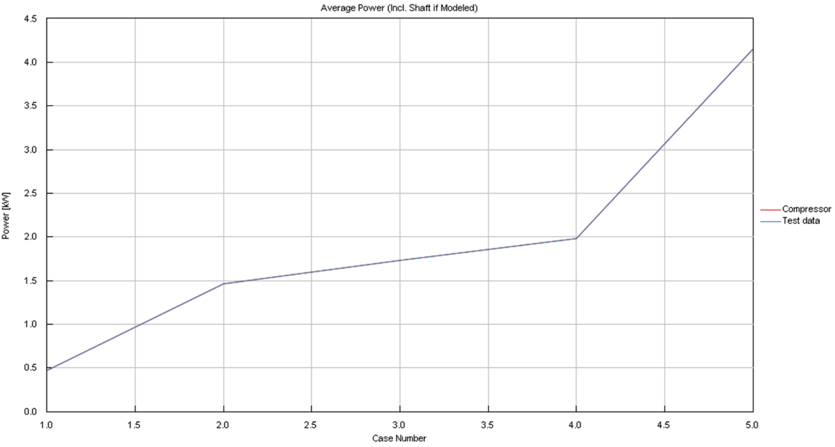 Average Power (Incl. Shaft if Modeled)
4.5
4.0
3.5
3.0
2.5
2.0
1.5
1.0
0.5
0.0
Power [kW]
1.0 1.5 2.0 2.5 3.0 3.5 4.0 4.5 5.0
Case Number
Compressor
Test data